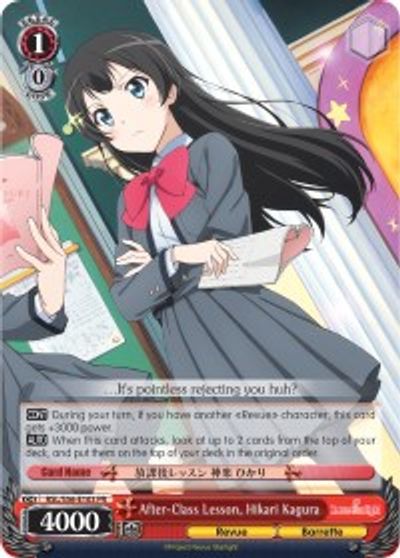 1
0
...It's pointless rejecting you huh?
CONT During your turn, if you have another «Revue» character, this card
gets +3000 power.
AUTO When this card attacks, look at up to 2 cards from the top of your
deck, and put them on the top of your deck in the original order.
Card Name 放課後レッスン 神楽 ひかり
After-Class Lesson, Hikari Kagura
4000
Revue Barrette